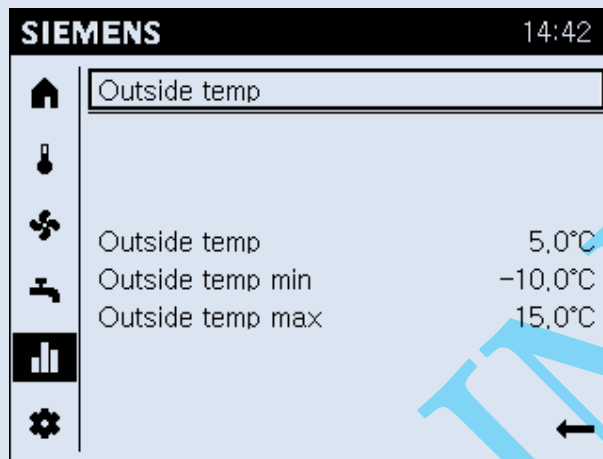 SIEMENS 14:42
Outside temp
Outside temp 5,0°C
Outside temp min -10,0°C
Outside temp max 15,0°C